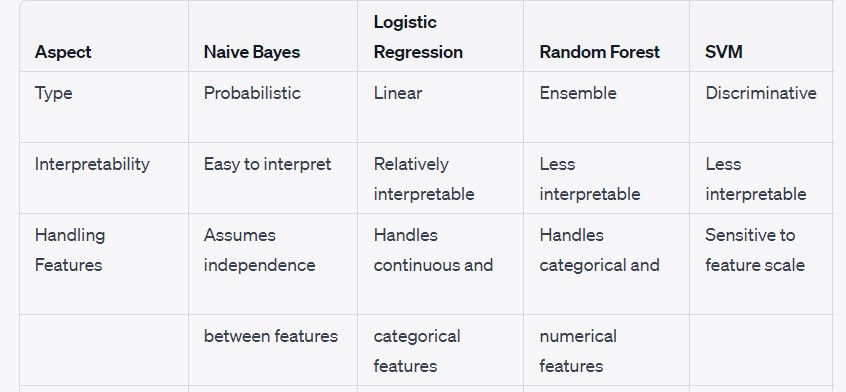 Aspect Naive Bayes Logistic Regression Random Forest SVM
Type Probabilistic Linear Ensemble Discriminative
Interpretability Easy to interpret Relatively interpretable Less interpretable Less interpretable
Handling Features Assumes independence Handles continuous and Handles categorical and Sensitive to feature scale
between features categorical features numerical features